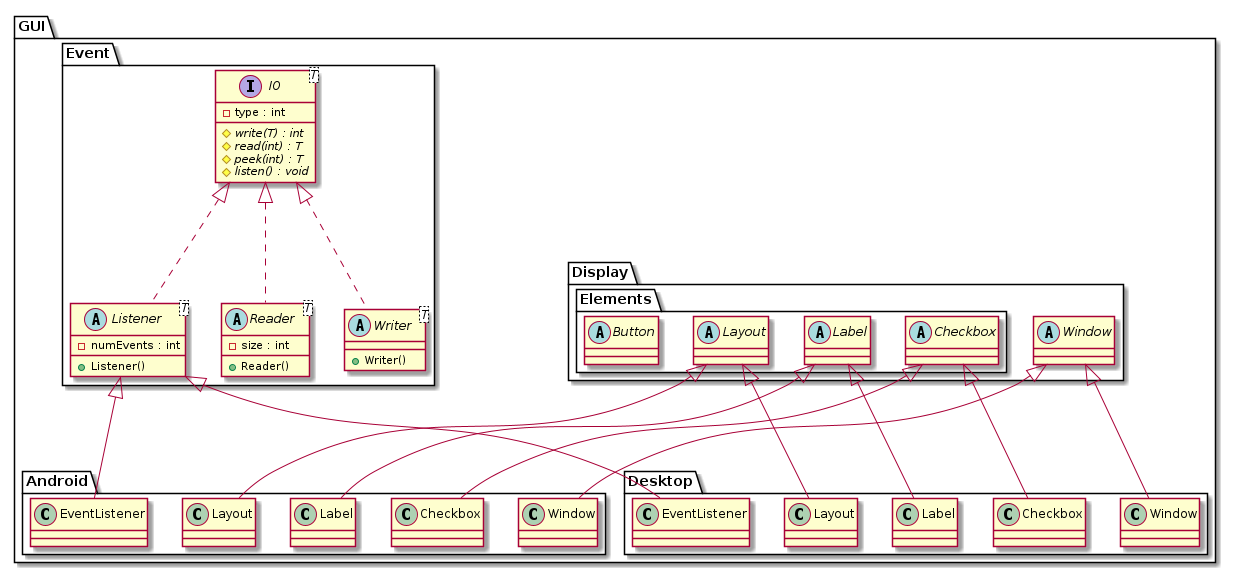 GUI
Event
I IO T
type : int
write(T) : int
read(int) : T
peek(int) : T
listen() : void
A Listener T
numEvents : int
Listener()
A Reader T
size : int
Reader()
A Writer T
Writer()
Display
Elements
A Button
A Layout
A Label
A Checkbox
A Window
Android
C EventListener
C Layout
C Label
C Checkbox
C Window
Desktop
C EventListener
C Layout
C Label
C Checkbox
C Window